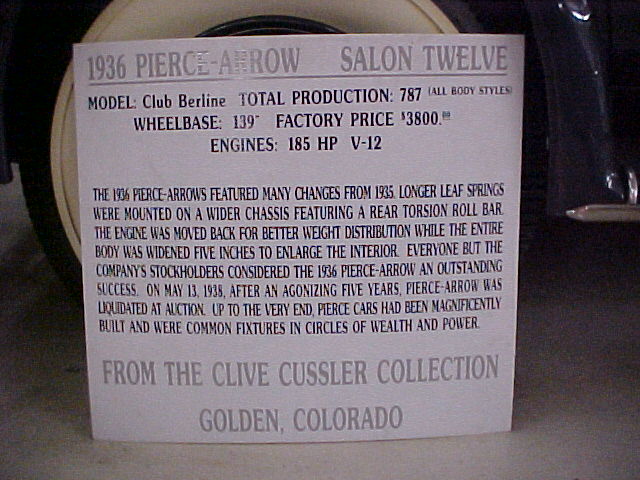 1936 PIERCE-ARROW SALON TWELVE
MODEL: Club Berline TOTAL PRODUCTION: 787 (ALL BODY STYLES)
WHEELBASE: 139" FACTORY PRICE $3800.00
ENGINES: 185 HP V-12
THE 1936 PIERCE-ARROWS FEATURED MANY CHANGES FROM 1935. LONGER LEAF SPRINGS
WERE MOUNTED ON A WIDER CHASSIS FEATURING A REAR TORSION ROLL BAR.
THE ENGINE WAS MOVED BACK FOR BETTER WEIGHT DISTRIBUTION WHILE THE ENTIRE
BODY WAS WIDENED FIVE INCHES TO ENLARGE THE INTERIOR. EVERYONE BUT THE
COMPANY'S STOCKHOLDERS CONSIDERED THE 1936 PIERCE-ARROW AN OUTSTANDING
SUCCESS. ON MAY 13, 1938, AFTER AN AGONIZING FIVE YEARS, PIERCE-ARROW WAS
LIQUIDATED AT AUCTION. UP TO THE VERY END, PIERCE CARS HAD BEEN MAGNIFICENTLY
BUILT AND WERE COMMON FIXTURES IN CIRCLES OF WEALTH AND POWER.
FROM THE CLIVE CUSSLER COLLECTION
GOLDEN, COLORADO